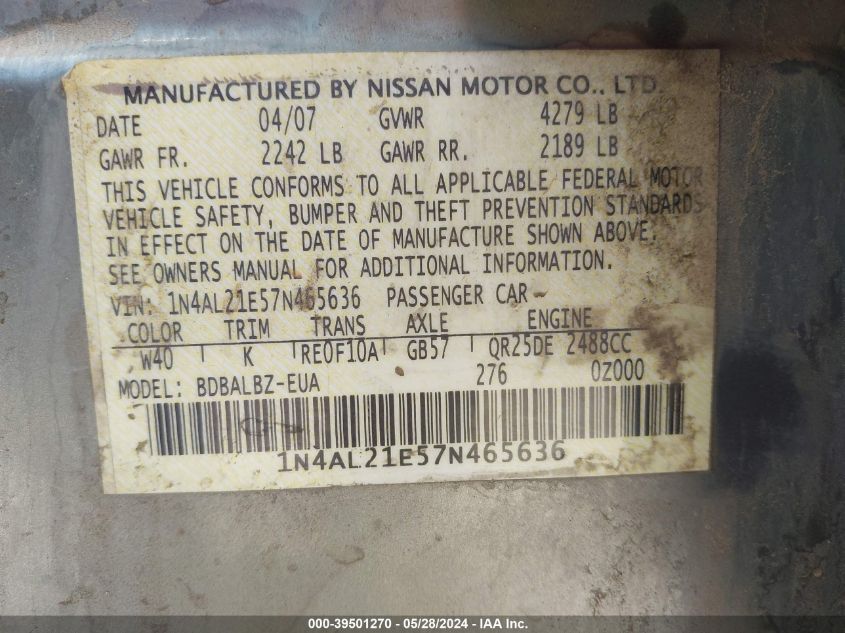 MANUFACTURED BY NISSAN MOTOR CO., LTD.
DATE 04/07 GVWR 4279 LB
GAWR FR. 2242 LB GAWR RR. 2189 LB
THIS VEHICLE CONFORMS TO ALL APPLICABLE FEDERAL MOTOR
VEHICLE SAFETY, BUMPER AND THEFT PREVENTION STANDARDS
IN EFFECT ON THE DATE OF MANUFACTURE SHOWN ABOVE.
SEE OWNERS MANUAL FOR ADDITIONAL INFORMATION.
VIN: 1N4AL21E57N465636 PASSENGER CAR
COLOR TRIM TRANS AXLE ENGINE
W40 K RE0F10A GB57 QR25DE 2488CC
MODEL: BDBALBZ-EUA 276 0Z000
1N4AL21E57N465636
000-39501270 - 05/28/2024 - IAA Inc.